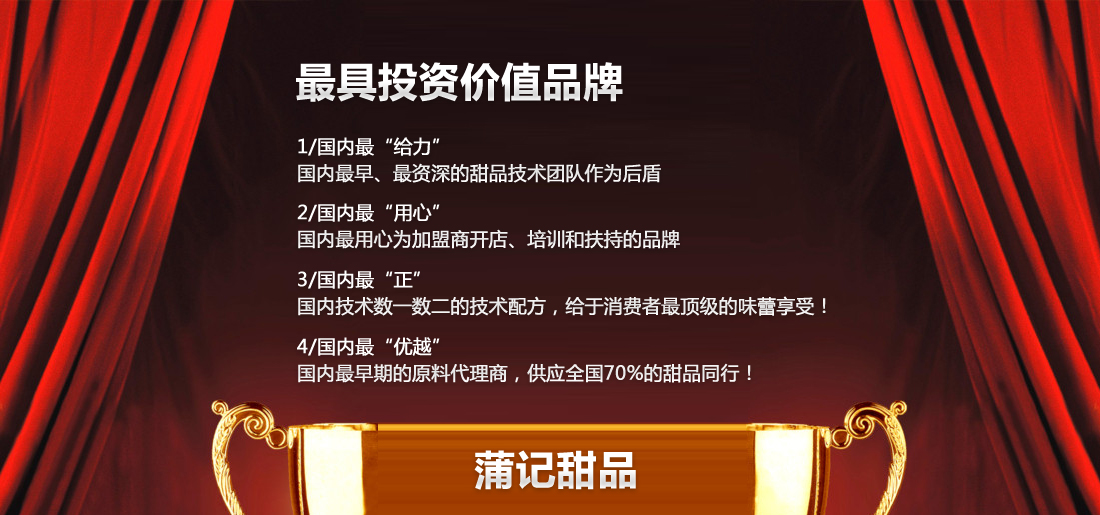 最具投资价值品牌
1/国内最“给力”
国内最早、最资深的甜品技术团队作为后盾
2/国内最“用心”
国内最用心为加盟商开店、培训和扶持的品牌
3/国内最“正”
国内技术数一数二的技术配方，给于消费者最顶级的味蕾享受！
4/国内最“优越”
国内最早期的原料代理商，供应全国70%的甜品同行！
蒲记甜品